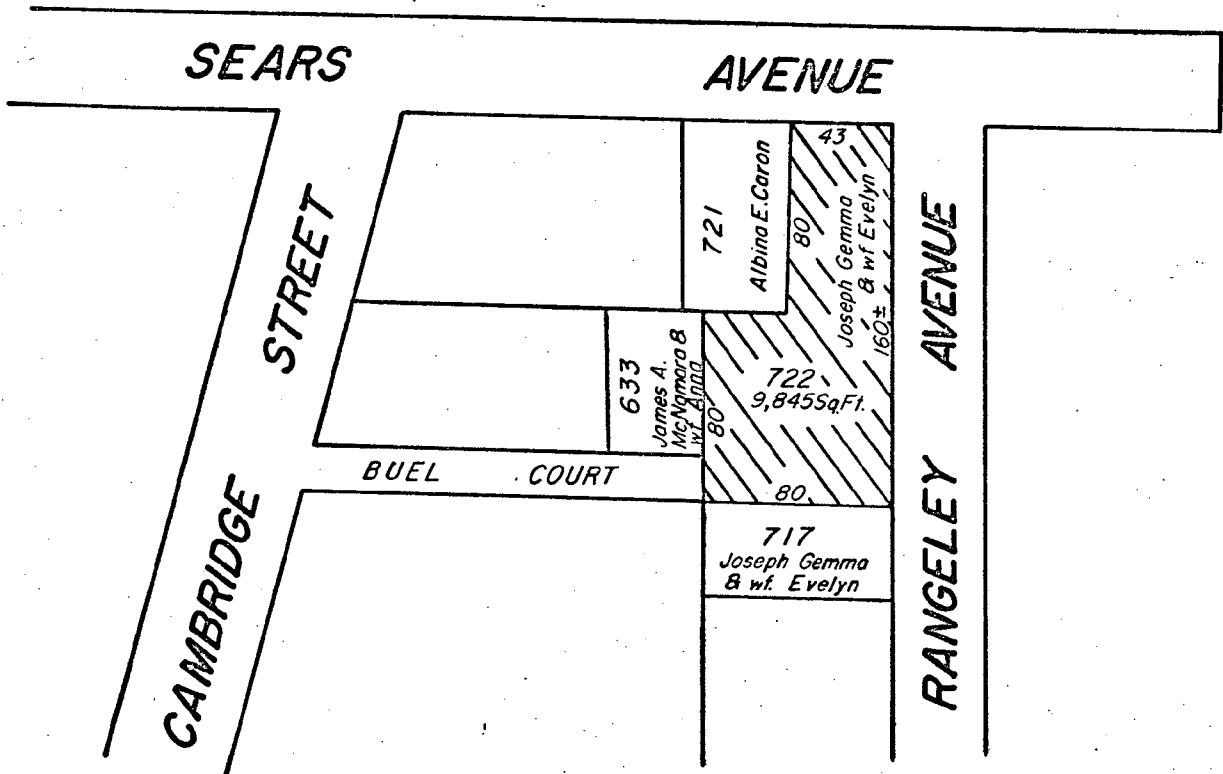 SEARS AVENUE
CAMBRIDGE STREET
RANGELEY AVENUE
BUEL COURT
721
Albina E. Caron
43
80
Joseph Gemma
& wf Evelyn
160±
722
9,845 Sq.Ft.
80
80
633
James A.
McNamara &
wf Anna
717
Joseph Gemma
& wf. Evelyn